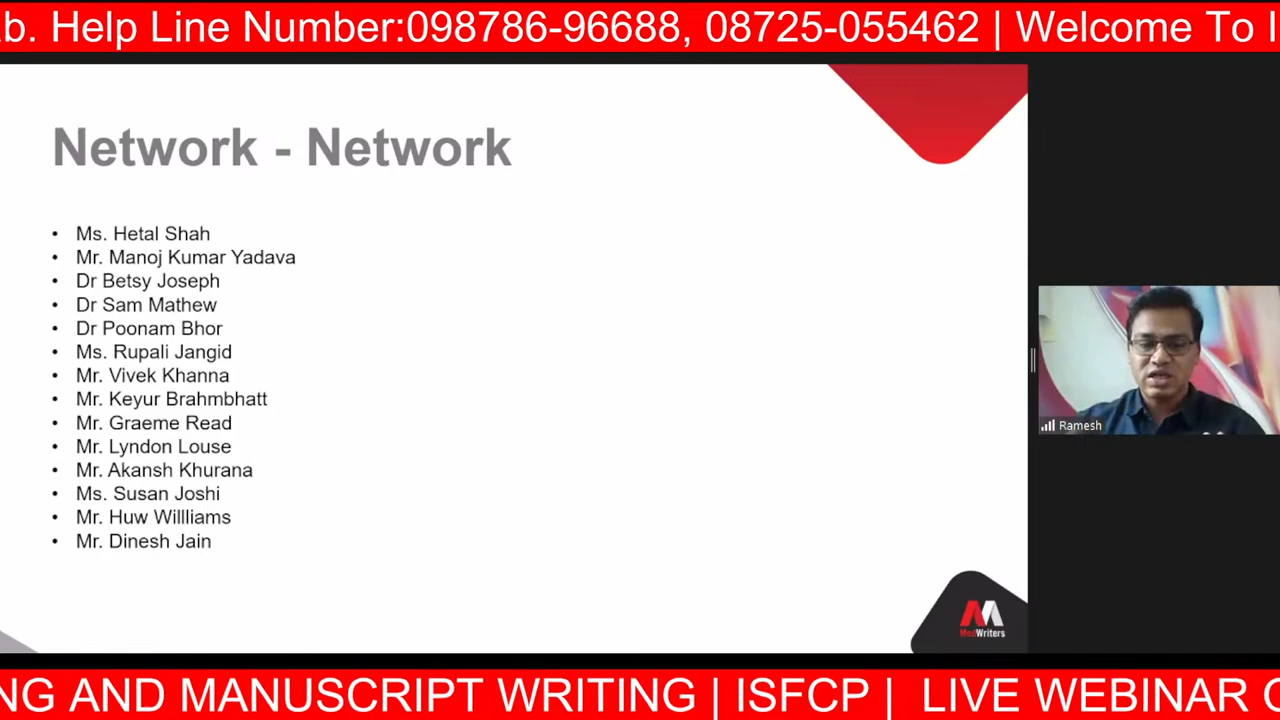 b. Help Line Number:098786-96688, 08725-055462 | Welcome To I
Network - Network
• Ms. Hetal Shah
• Mr. Manoj Kumar Yadava
• Dr Betsy Joseph
• Dr Sam Mathew
• Dr Poonam Bhor
• Ms. Rupali Jangid
• Mr. Vivek Khanna
• Mr. Keyur Brahmbhatt
• Mr. Graeme Read
• Mr. Lyndon Louse
• Mr. Akansh Khurana
• Ms. Susan Joshi
• Mr. Huw Willliams
• Mr. Dinesh Jain
Ramesh
MedWriters
NG AND MANUSCRIPT WRITING | ISFCP | LIVE WEBINAR